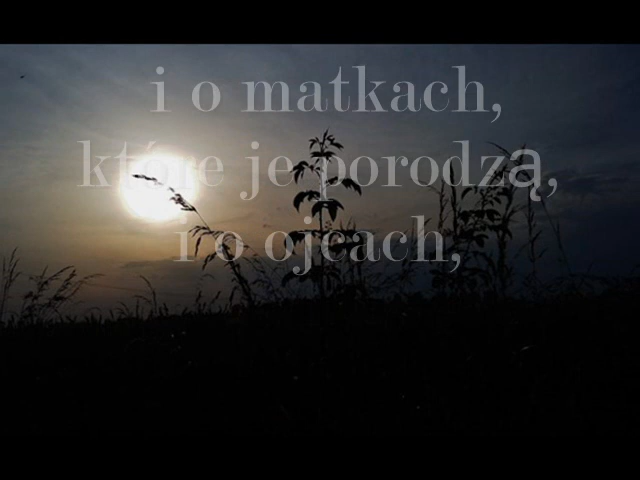 i o matkach,
które je porodzą,
i o ojcach,